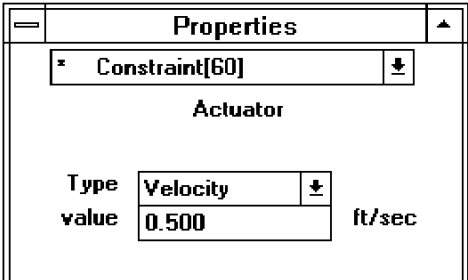 Properties
Constraint[60]
Actuator
Type Velocity
value 0.500 ft/sec